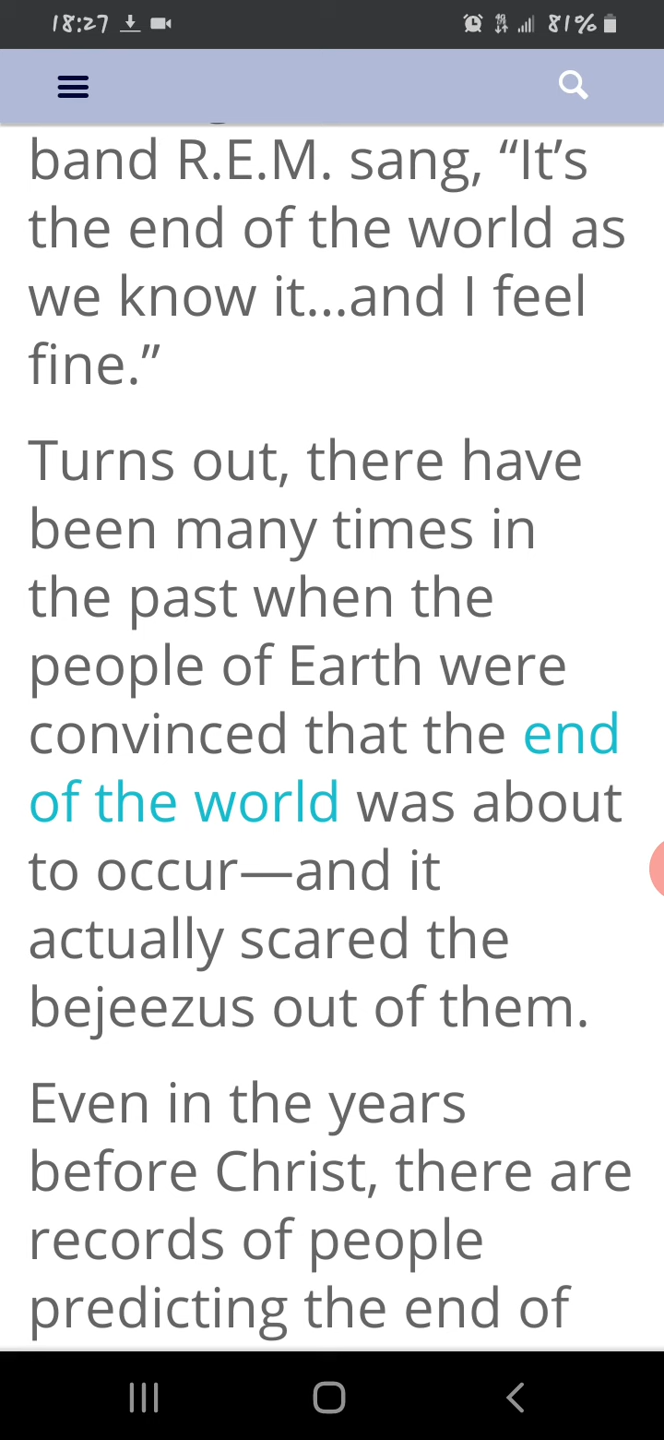 18:27 81%
band R.E.M. sang, “It’s
the end of the world as
we know it...and I feel
fine.”
Turns out, there have
been many times in
the past when the
people of Earth were
convinced that the end
of the world was about
to occur—and it
actually scared the
bejeezus out of them.
Even in the years
before Christ, there are
records of people
predicting the end of